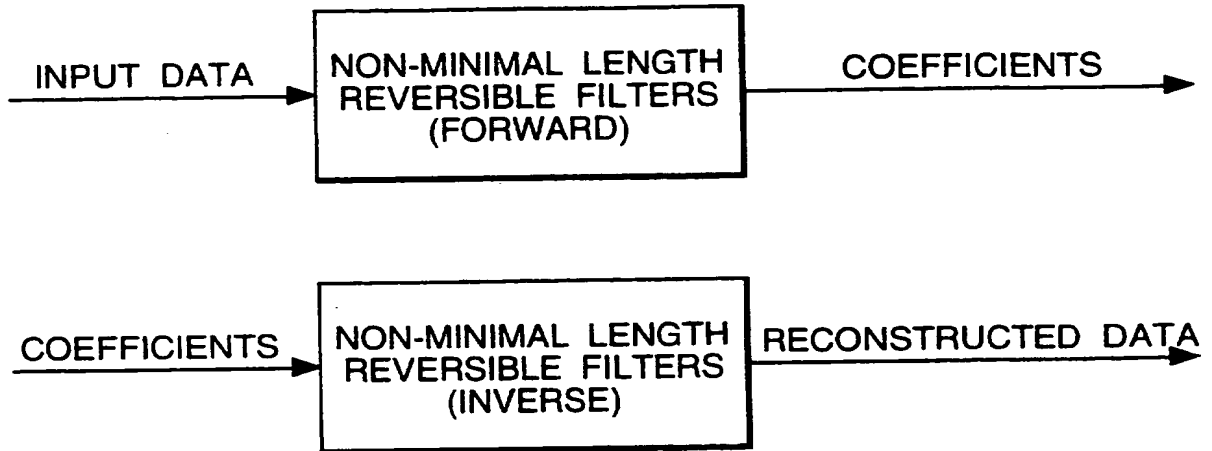 INPUT DATA
NON-MINIMAL LENGTH
REVERSIBLE FILTERS
(FORWARD)
COEFFICIENTS
COEFFICIENTS
NON-MINIMAL LENGTH
REVERSIBLE FILTERS
(INVERSE)
RECONSTRUCTED DATA